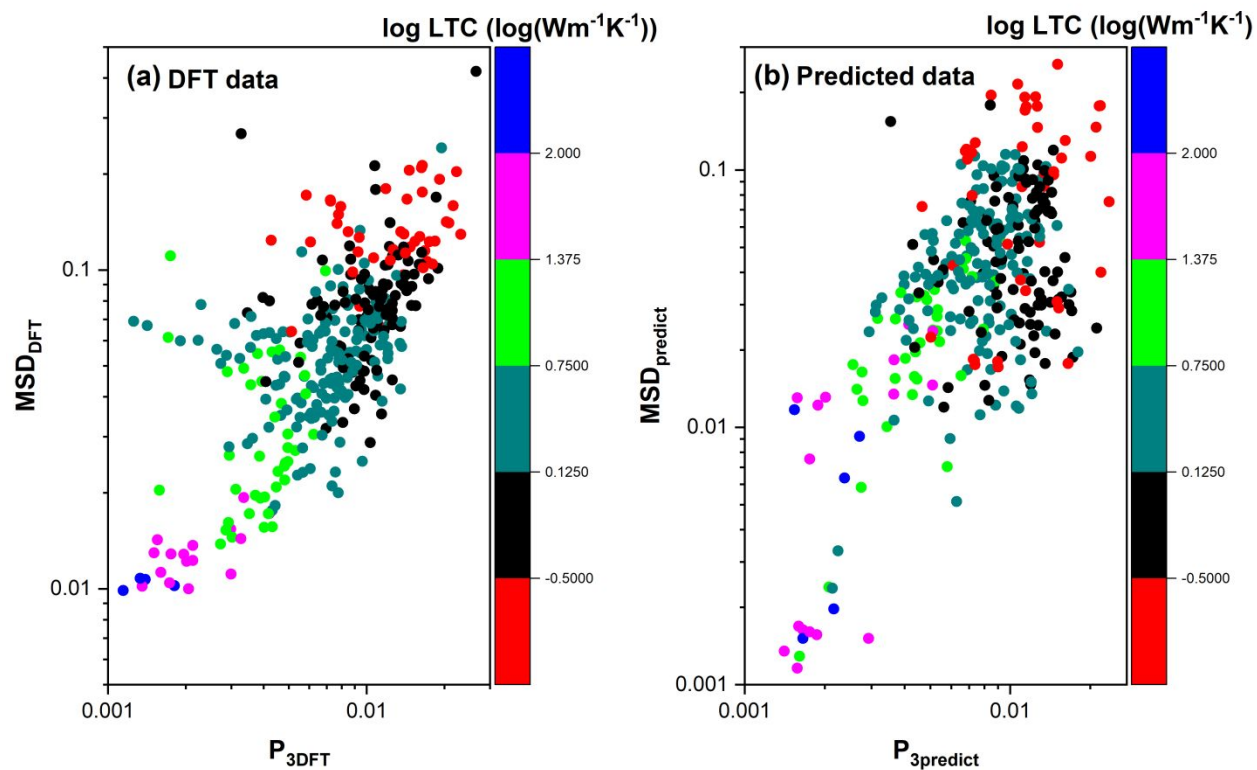 log LTC (log(Wm⁻¹K⁻¹))
(a) DFT data
2.000
1.375
0.7500
0.1250
-0.5000
0.1
0.01
MSD_DFT
0.001
0.01
P_3DFT
log LTC (log(Wm⁻¹K⁻¹)
(b) Predicted data
2.000
1.375
0.7500
0.1250
-0.5000
0.1
0.01
0.001
MSD_predict
0.001
0.01
P_3predict